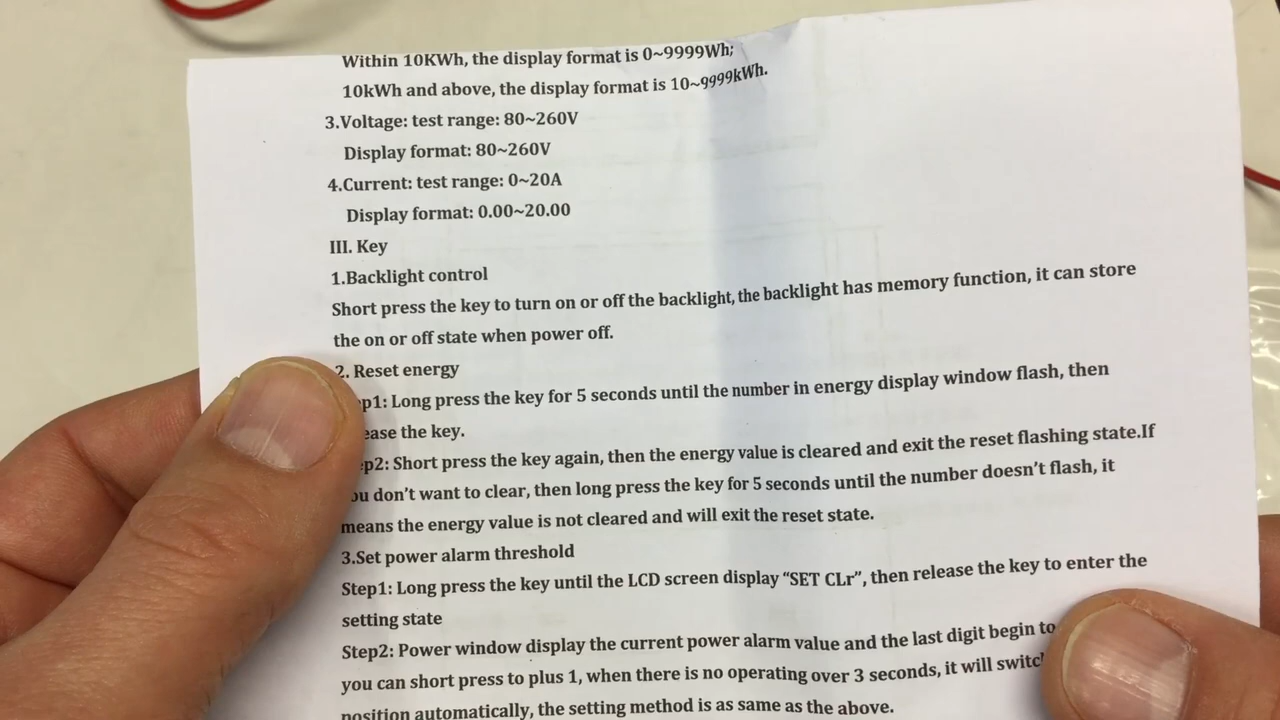 Within 10KWh, the display format is 0~9999Wh;
10kWh and above, the display format is 10~9999kWh.
3.Voltage: test range: 80~260V
Display format: 80~260V
4.Current: test range: 0~20A
Display format: 0.00~20.00
III. Key
1.Backlight control
Short press the key to turn on or off the backlight, the backlight has memory function, it can store
the on or off state when power off.
2. Reset energy
p1: Long press the key for 5 seconds until the number in energy display window flash, then
ease the key.
p2: Short press the key again, then the energy value is cleared and exit the reset flashing state.If
ou don't want to clear, then long press the key for 5 seconds until the number doesn't flash, it
means the energy value is not cleared and will exit the reset state.
3.Set power alarm threshold
Step1: Long press the key until the LCD screen display “SET CLr”, then release the key to enter the
setting state
Step2: Power window display the current power alarm value and the last digit begin to
you can short press to plus 1, when there is no operating over 3 seconds, it will switc
position automatically, the setting method is as same as the above.